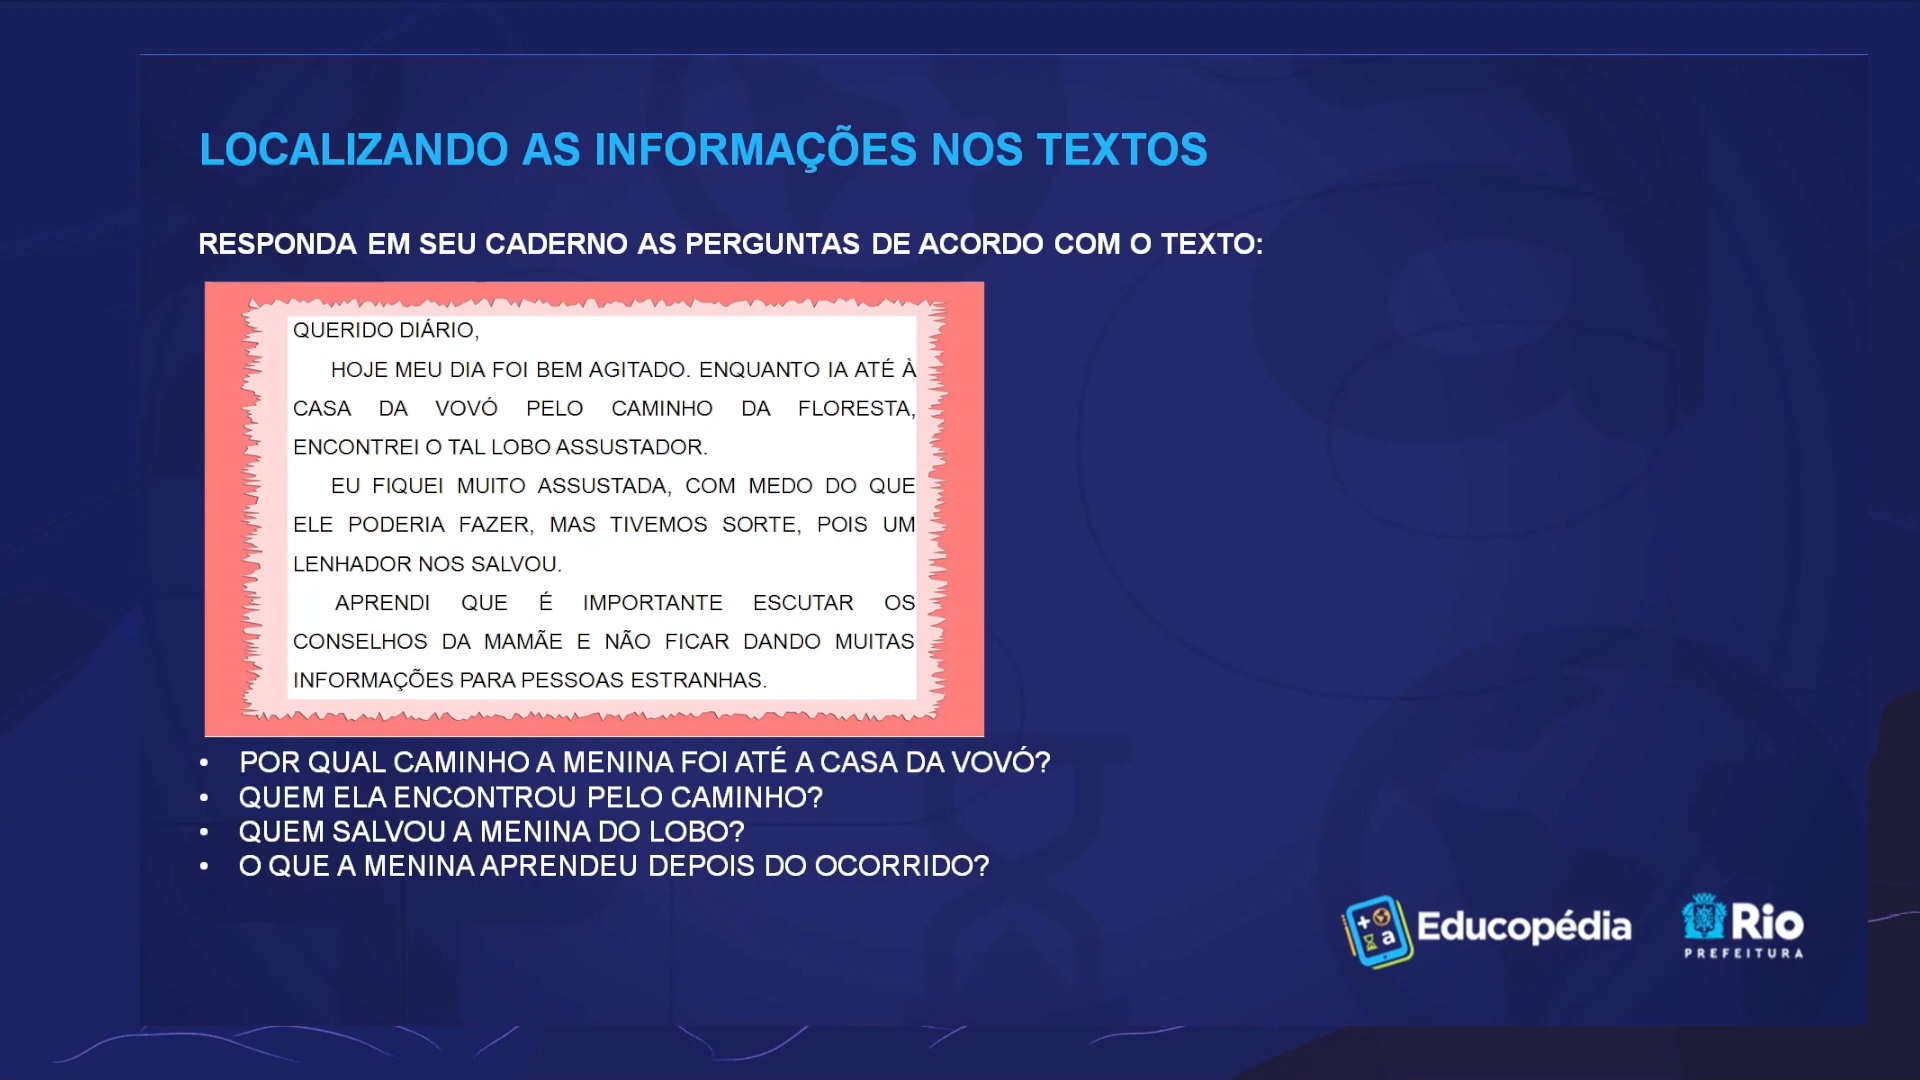 LOCALIZANDO AS INFORMAÇÕES NOS TEXTOS
RESPONDA EM SEU CADERNO AS PERGUNTAS DE ACORDO COM O TEXTO:
QUERIDO DIÁRIO,
HOJE MEU DIA FOI BEM AGITADO. ENQUANTO IA ATÉ À
CASA DA VOVÓ PELO CAMINHO DA FLORESTA,
ENCONTREI O TAL LOBO ASSUSTADOR.
EU FIQUEI MUITO ASSUSTADA, COM MEDO DO QUE
ELE PODERIA FAZER, MAS TIVEMOS SORTE, POIS UM
LENHADOR NOS SALVOU.
APRENDI QUE É IMPORTANTE ESCUTAR OS
CONSELHOS DA MAMÃE E NÃO FICAR DANDO MUITAS
INFORMAÇÕES PARA PESSOAS ESTRANHAS.
• POR QUAL CAMINHO A MENINA FOI ATÉ A CASA DA VOVÓ?
• QUEM ELA ENCONTROU PELO CAMINHO?
• QUEM SALVOU A MENINA DO LOBO?
• O QUE A MENINA APRENDEU DEPOIS DO OCORRIDO?
+ a Educopédia
Rio
PREFEITURA